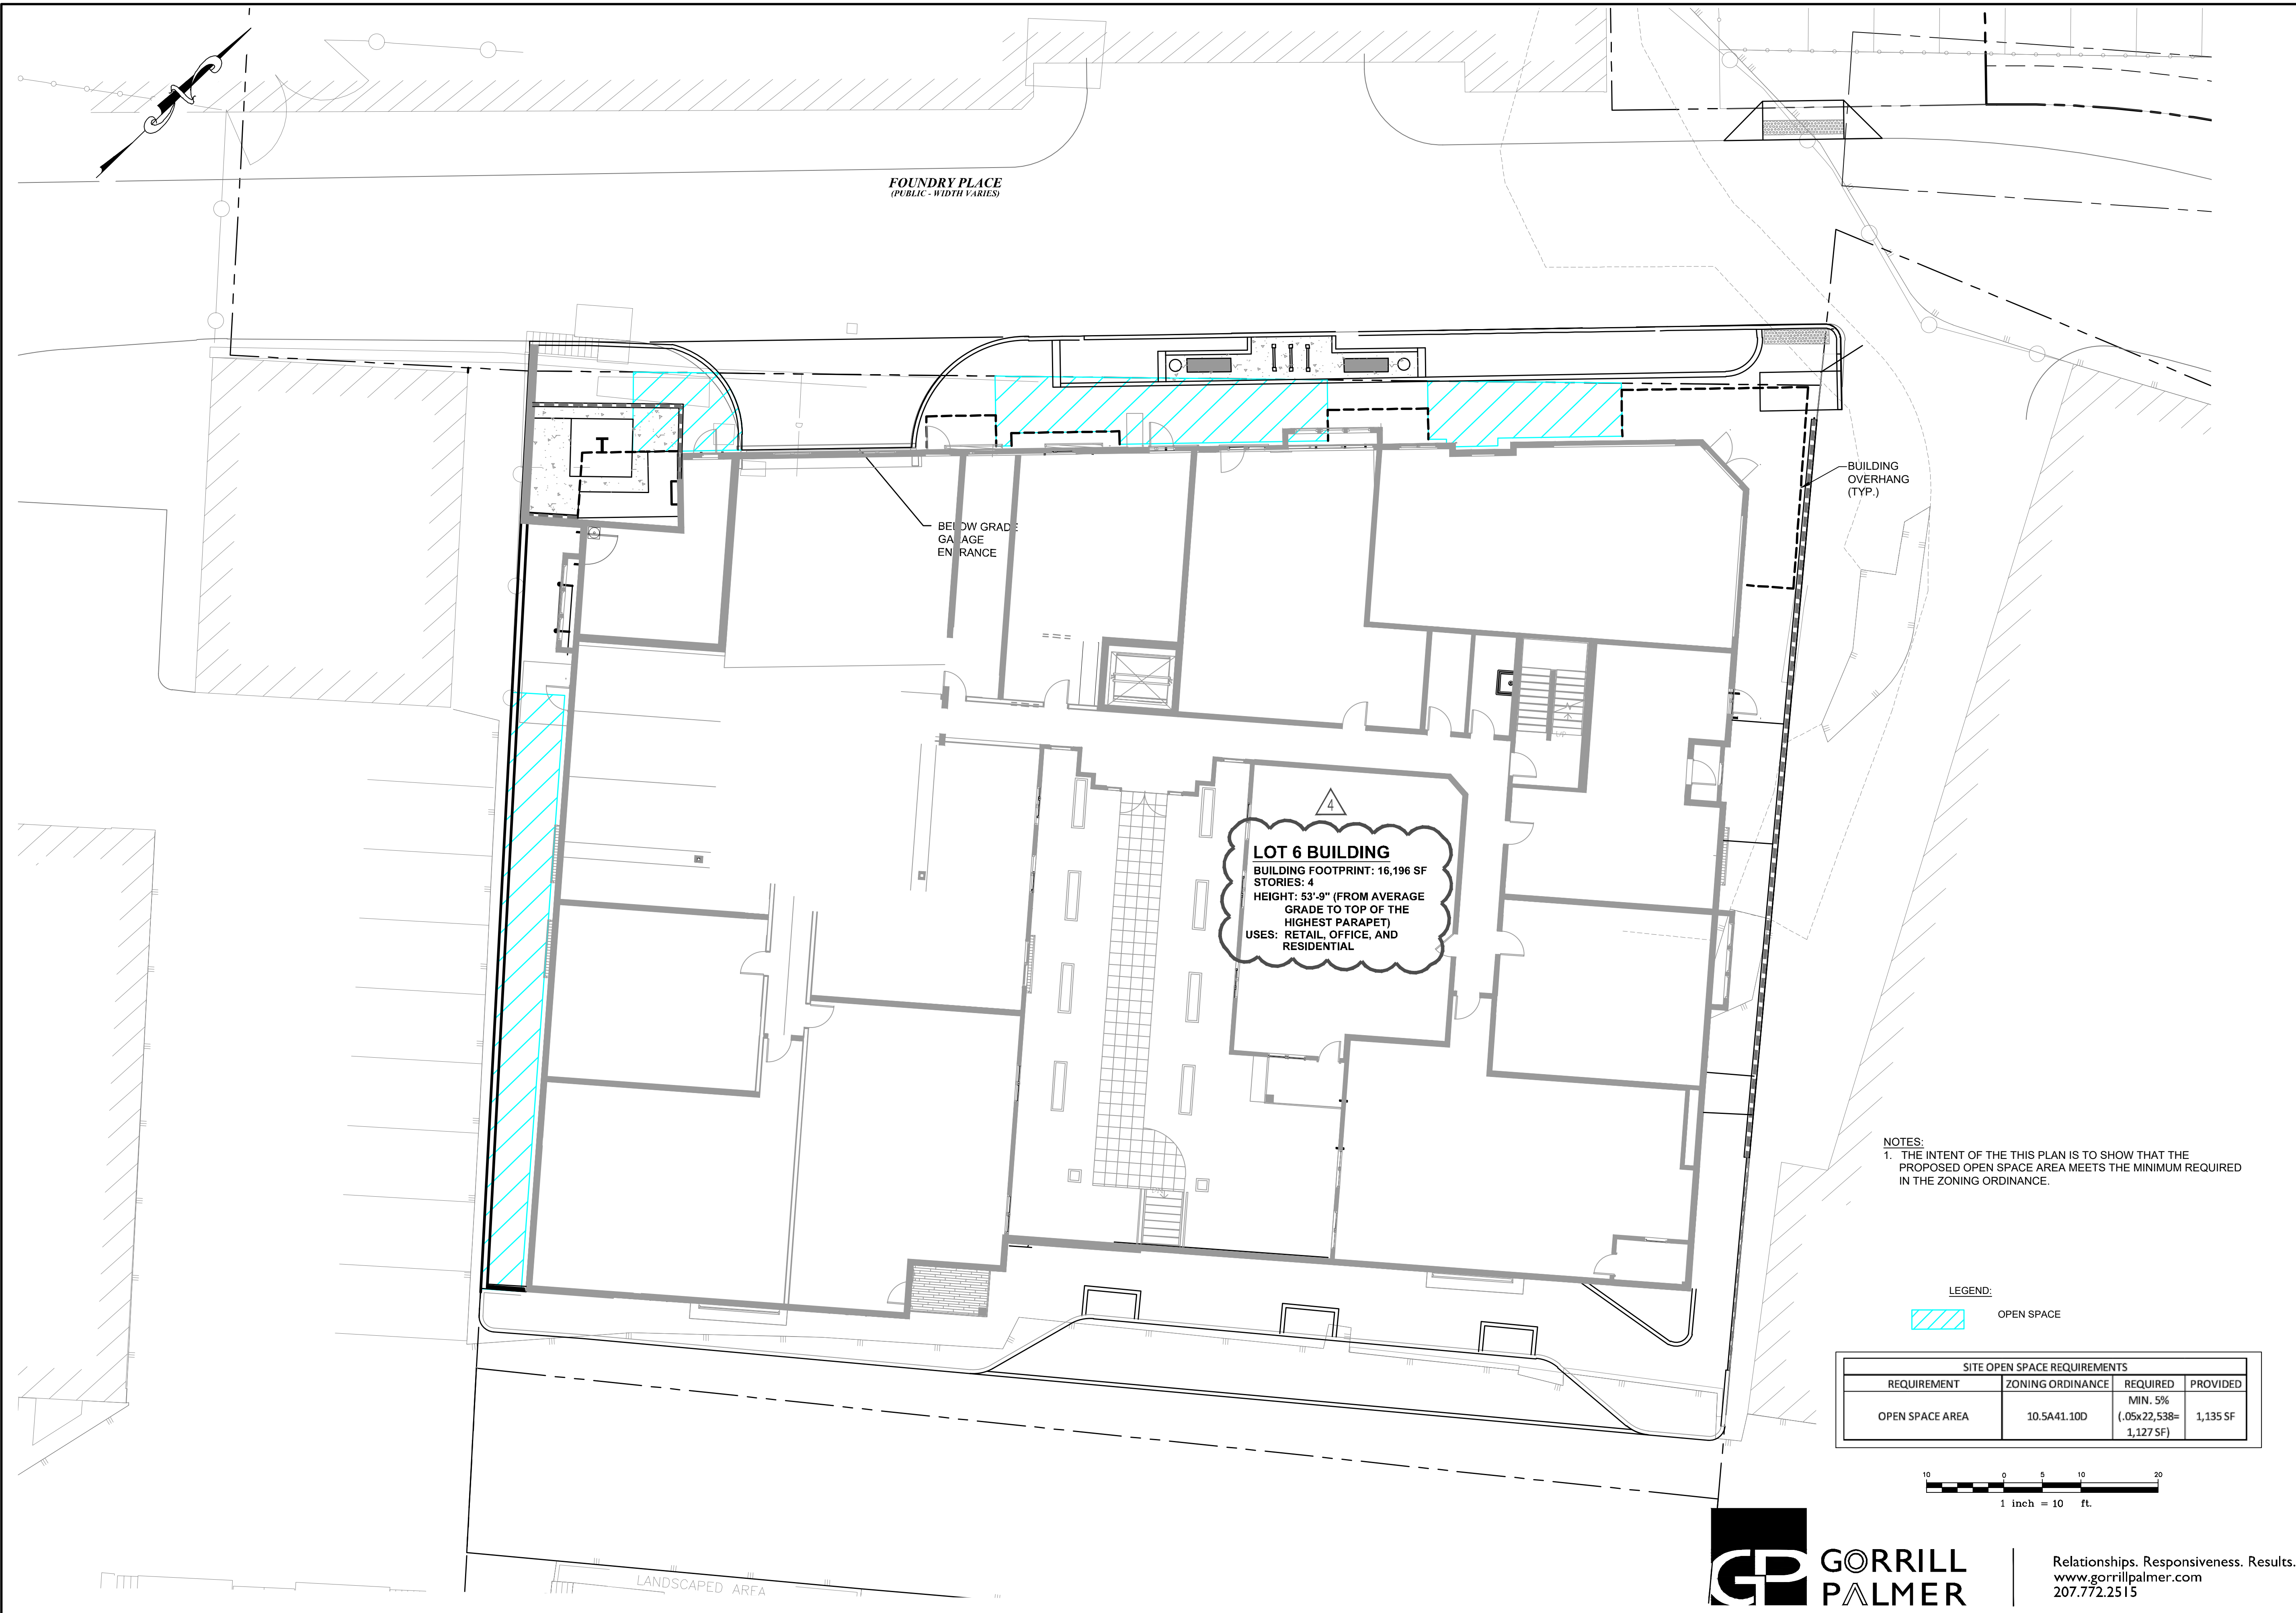 FOUNDRY PLACE
(PUBLIC - WIDTH VARIES)
BUILDING
OVERHANG
(TYP.)
BELOW GRADE
GARAGE
ENTRANCE
UP
4
LOT 6 BUILDING
BUILDING FOOTPRINT: 16,196 SF
STORIES: 4
HEIGHT: 53'-9" (FROM AVERAGE
GRADE TO TOP OF THE
HIGHEST PARAPET)
USES: RETAIL, OFFICE, AND
RESIDENTIAL
NOTES:
1. THE INTENT OF THE THIS PLAN IS TO SHOW THAT THE
PROPOSED OPEN SPACE AREA MEETS THE MINIMUM REQUIRED
IN THE ZONING ORDINANCE.
LEGEND:
OPEN SPACE
SITE OPEN SPACE REQUIREMENTS
REQUIREMENT ZONING ORDINANCE REQUIRED PROVIDED
OPEN SPACE AREA 10.5A41.10D MIN. 5% 1,135 SF
(.05x22,538=
1,127 SF)
10 0 5 10 20
1 inch = 10 ft.
LANDSCAPED AREA
GP GORRILL
PALMER
Relationships. Responsiveness. Results.
www.gorrillpalmer.com
207.772.2515